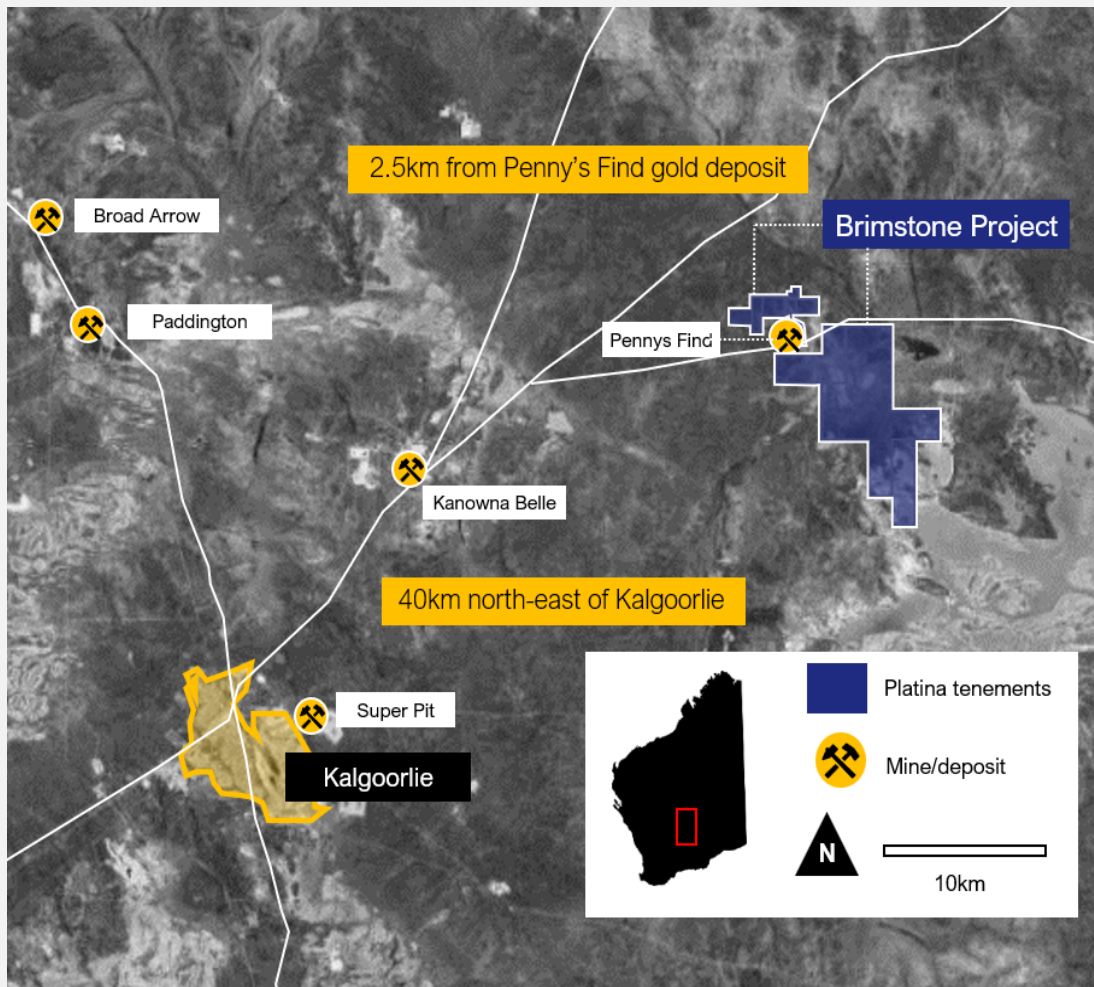 2.5km from Penny's Find gold deposit
Broad Arrow
Brimstone Project
Paddington
Pennys Find
Kanowna Belle
40km north-east of Kalgoorlie
Super Pit
Kalgoorlie
Platina tenements
Mine/deposit
N
10km